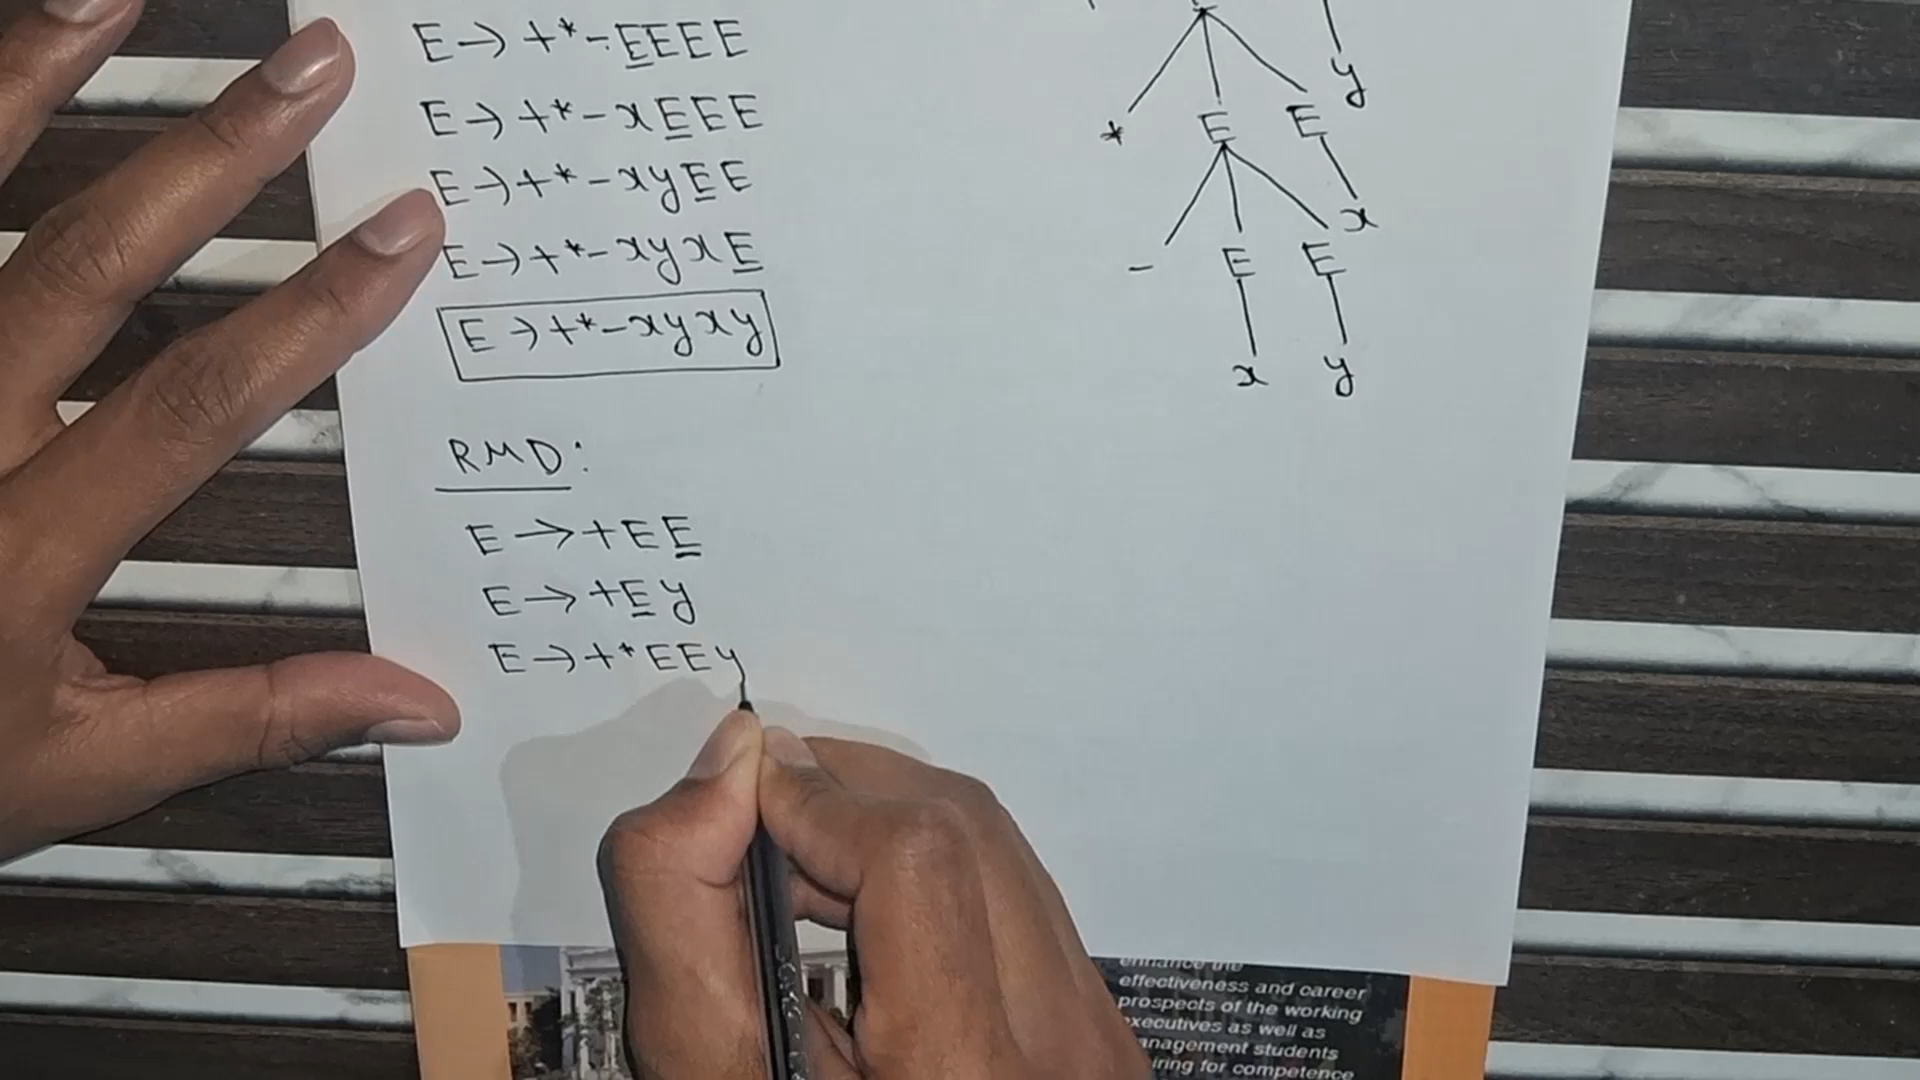 E → +*-EEEE
E → +*-xEEE
E → +*-xyEE
E → +*-xyxE
E → +*-xyxy
RMD:
E → +EE
E → +Ey
E → +*EEy
y
* E E
x
- E E
x y
effectiveness and career
prospects of the working
executives as well as
management students
for competence